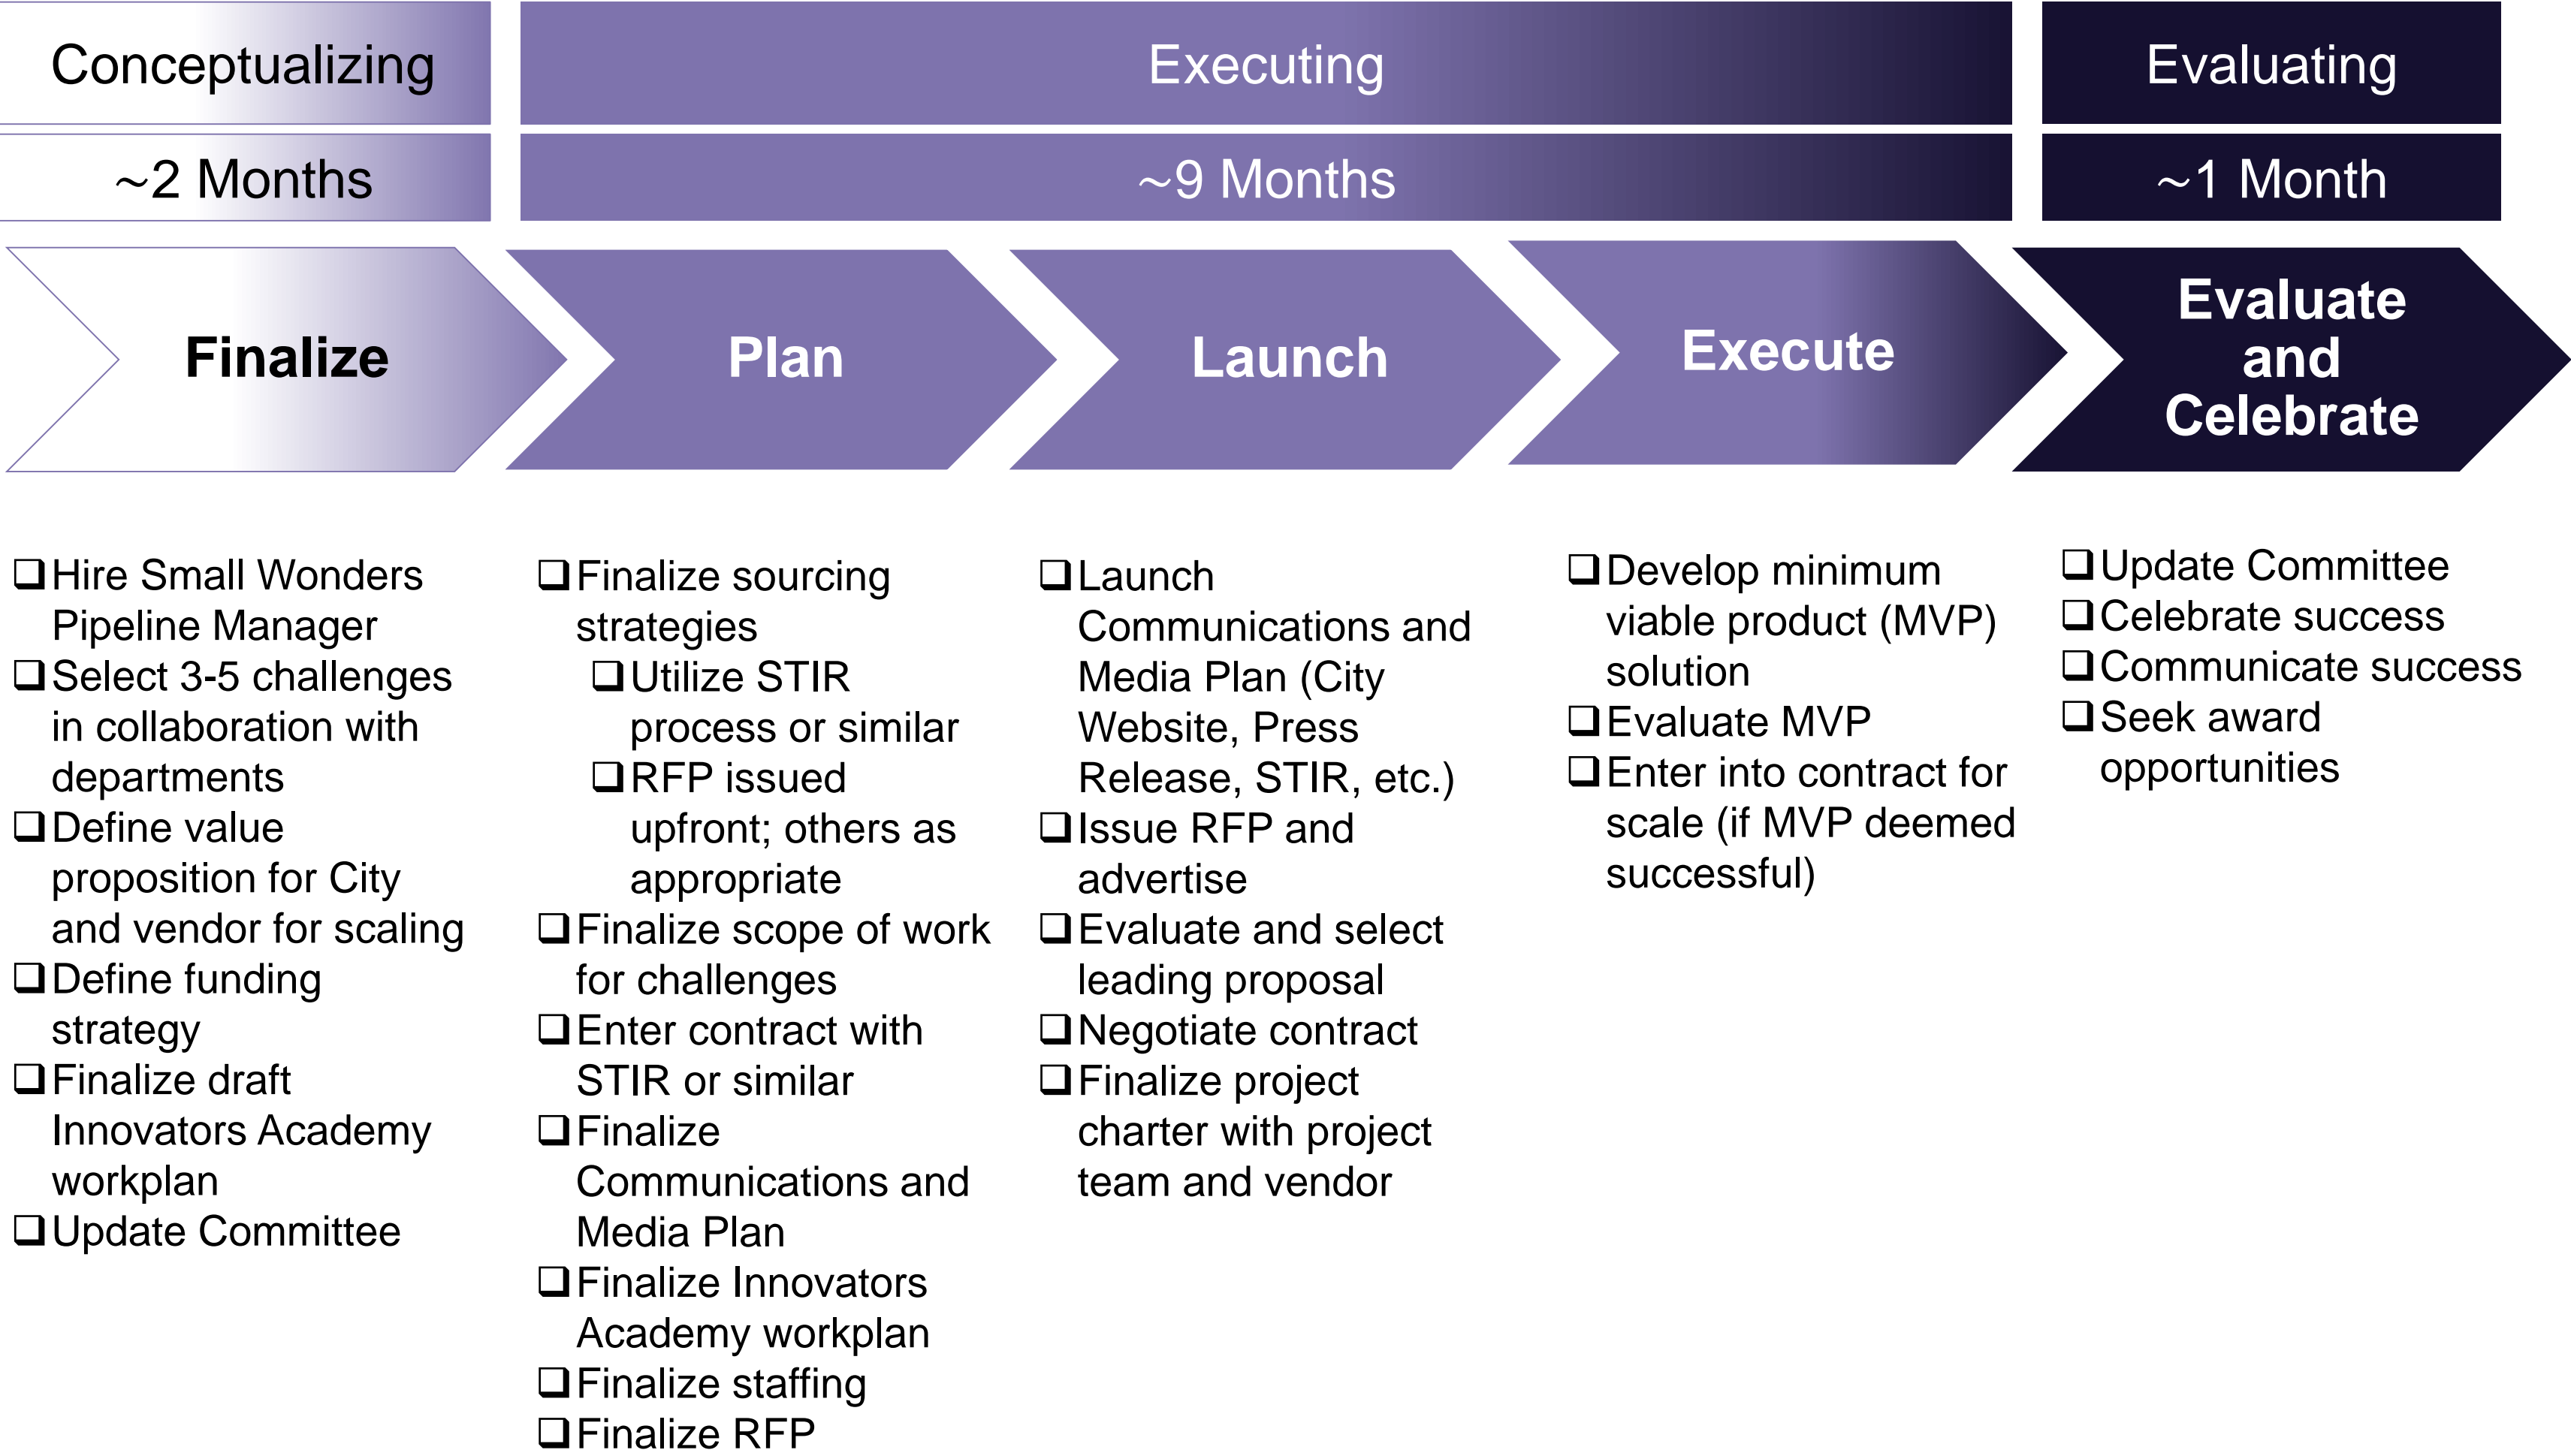 Conceptualizing
Executing
Evaluating
~2 Months
~9 Months
~1 Month
Finalize
Plan
Launch
Execute
Evaluate
and
Celebrate
❑Hire Small Wonders
Pipeline Manager
❑Select 3-5 challenges
in collaboration with
departments
❑Define value
proposition for City
and vendor for scaling
❑Define funding
strategy
❑Finalize draft
Innovators Academy
workplan
❑Update Committee
❑Finalize sourcing
strategies
❑Utilize STIR
process or similar
❑RFP issued
upfront; others as
appropriate
❑Finalize scope of work
for challenges
❑Enter contract with
STIR or similar
❑Finalize
Communications and
Media Plan
❑Finalize Innovators
Academy workplan
❑Finalize staffing
❑Finalize RFP
❑Launch
Communications and
Media Plan (City
Website, Press
Release, STIR, etc.)
❑Issue RFP and
advertise
❑Evaluate and select
leading proposal
❑Negotiate contract
❑Finalize project
charter with project
team and vendor
❑Develop minimum
viable product (MVP)
solution
❑Evaluate MVP
❑Enter into contract for
scale (if MVP deemed
successful)
❑Update Committee
❑Celebrate success
❑Communicate success
❑Seek award
opportunities